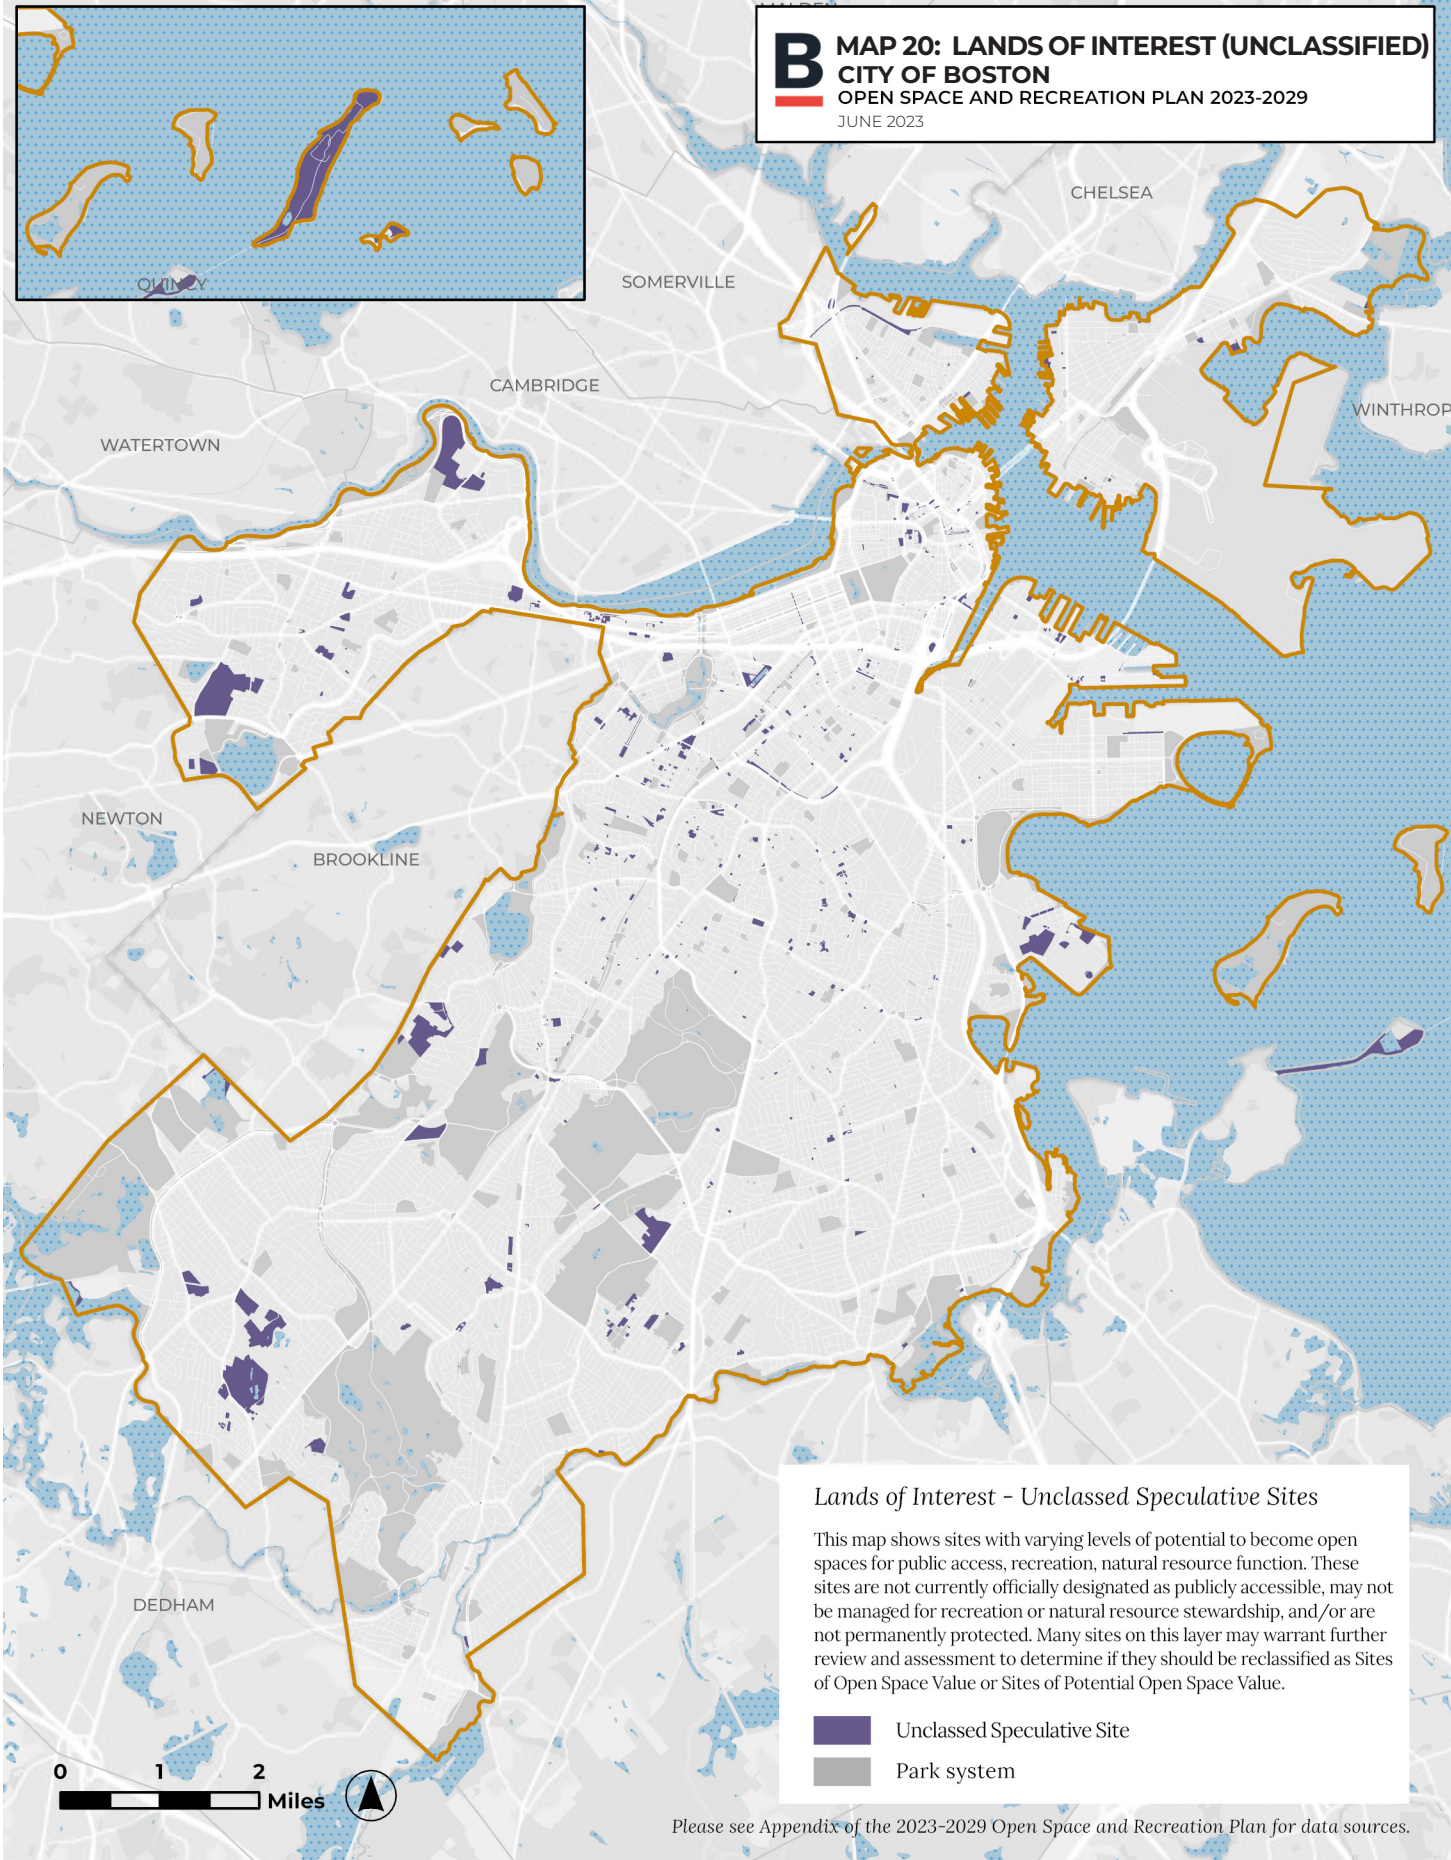 MALDEN
B
MAP 20: LANDS OF INTEREST (UNCLASSIFIED)
CITY OF BOSTON
OPEN SPACE AND RECREATION PLAN 2023-2029
JUNE 2023
CHELSEA
QUINCY
SOMERVILLE
CAMBRIDGE
WINTHROP
WATERTOWN
NEWTON
BROOKLINE
DEDHAM
Lands of Interest - Unclassed Speculative Sites
This map shows sites with varying levels of potential to become open
spaces for public access, recreation, natural resource function. These
sites are not currently officially designated as publicly accessible, may not
be managed for recreation or natural resource stewardship, and/or are
not permanently protected. Many sites on this layer may warrant further
review and assessment to determine if they should be reclassified as Sites
of Open Space Value or Sites of Potential Open Space Value.
Unclassed Speculative Site
Park system
0 1 2
Miles
Please see Appendix of the 2023-2029 Open Space and Recreation Plan for data sources.